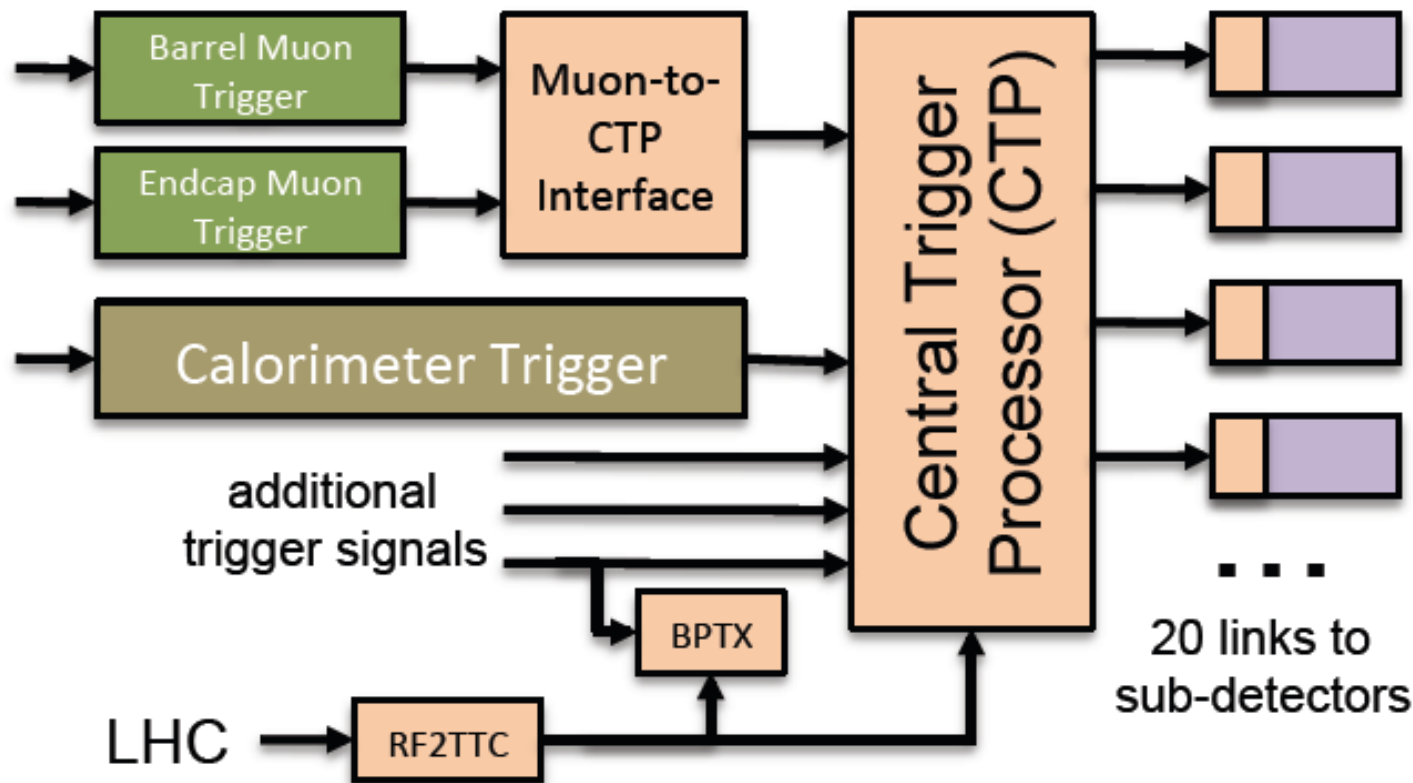 Barrel Muon
Trigger
Endcap Muon
Trigger
Muon-to-
CTP
Interface
Calorimeter Trigger
additional
trigger signals
BPTX
LHC
RF2TTC
Central Trigger
Processor (CTP)
...
20 links to
sub-detectors